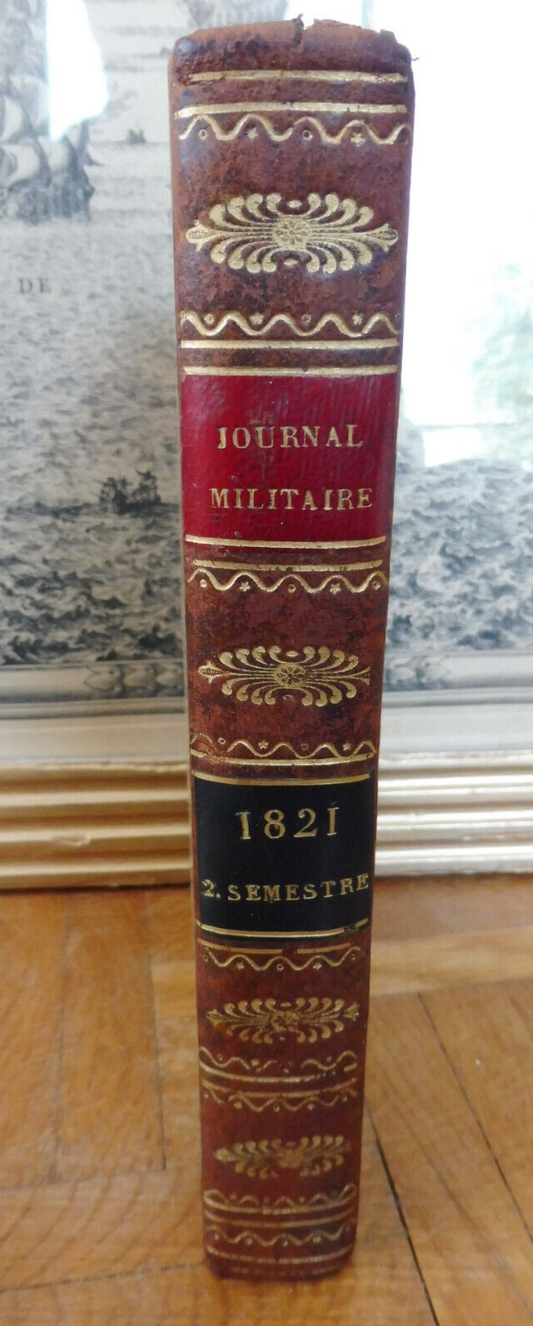 DE
JOURNAL
MILITAIRE
1821
2. SEMESTRE